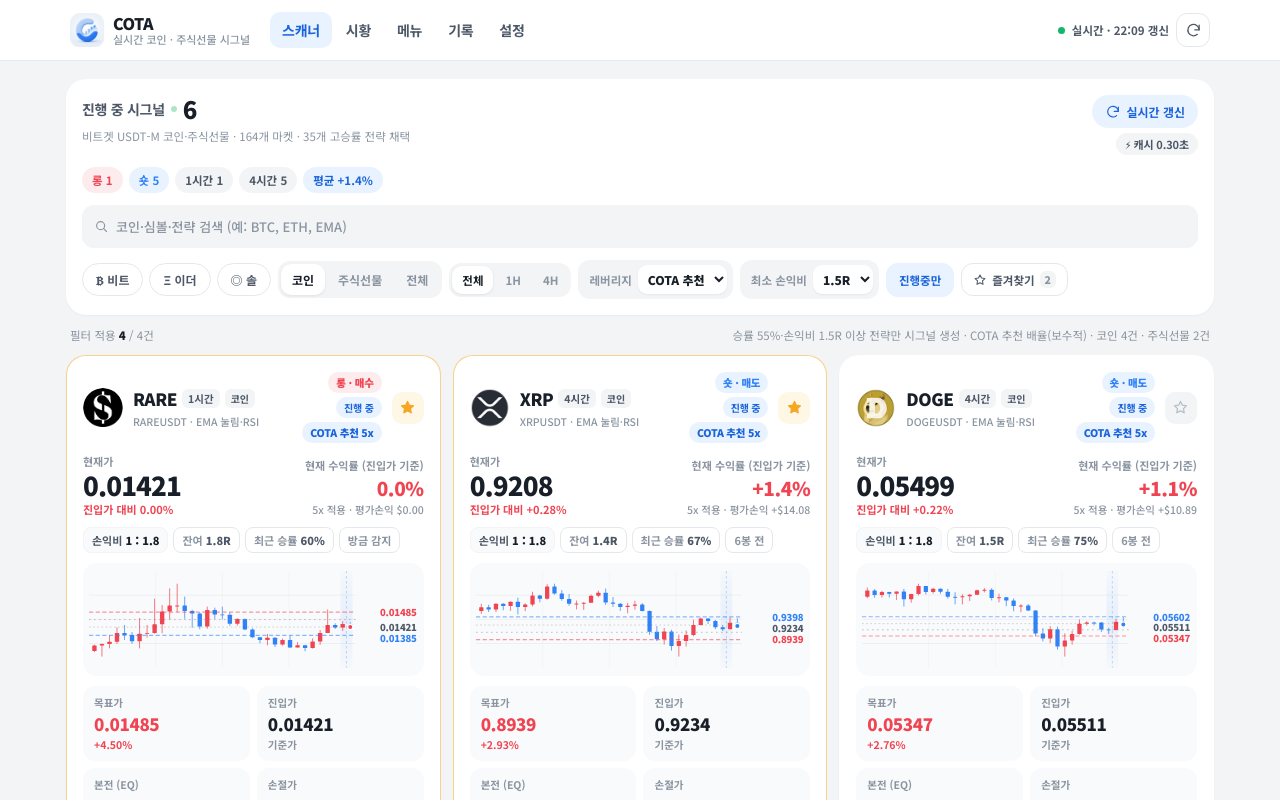 COTA
실시간 코인 · 주식선물 시그널
스캐너 시황 메뉴 기록 설정
실시간 · 22:09 갱신
진행 중 시그널 6
비트겟 USDT-M 코인·주식선물 · 164개 마켓 · 35개 고승률 전략 채택
실시간 갱신
⚡ 캐시 0.30초
롱 1 숏 5 1시간 1 4시간 5 평균 +1.4%
코인·심볼·전략 검색 (예: BTC, ETH, EMA)
₿ 비트 Ξ 이더 ◎ 솔 코인 주식선물 전체 전체 1H 4H 레버리지 COTA 추천 최소 손익비 1.5R 진행중만 즐겨찾기 2
필터 적용 4 / 4건
승률 55%·손익비 1.5R 이상 전략만 시그널 생성 · COTA 추천 배율(보수적) · 코인 4건 · 주식선물 2건
RARE 1시간 코인
RAREUSDT · EMA 눌림·RSI
롱 · 매수
진행 중
COTA 추천 5x
현재가
0.01421
진입가 대비 0.00%
현재 수익률 (진입가 기준)
0.0%
5x 적용 · 평가손익 $0.00
손익비 1 : 1.8 잔여 1.8R 최근 승률 60% 방금 감지
0.01485
0.01421
0.01385
목표가
0.01485
+4.50%
진입가
0.01421
기준가
본전 (EQ)
손절가
XRP 4시간 코인
XRPUSDT · EMA 눌림·RSI
숏 · 매도
진행 중
COTA 추천 5x
현재가
0.9208
진입가 대비 +0.28%
현재 수익률 (진입가 기준)
+1.4%
5x 적용 · 평가손익 +$14.08
손익비 1 : 1.8 잔여 1.4R 최근 승률 67% 6봉 전
0.9398
0.9234
0.8939
목표가
0.8939
+2.93%
진입가
0.9234
기준가
본전 (EQ)
손절가
DOGE 4시간 코인
DOGEUSDT · EMA 눌림·RSI
숏 · 매도
진행 중
COTA 추천 5x
현재가
0.05499
진입가 대비 +0.22%
현재 수익률 (진입가 기준)
+1.1%
5x 적용 · 평가손익 +$10.89
손익비 1 : 1.8 잔여 1.5R 최근 승률 75% 6봉 전
0.05602
0.05511
0.05347
목표가
0.05347
+2.76%
진입가
0.05511
기준가
본전 (EQ)
손절가